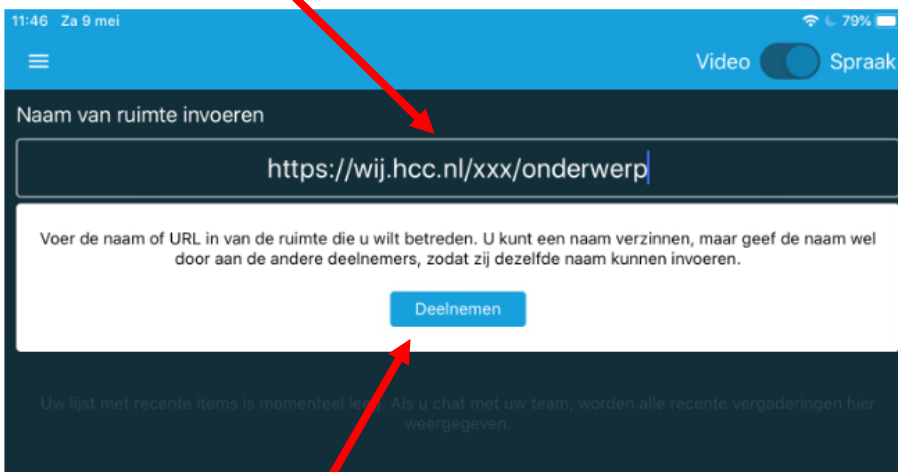 11:46 Za 9 mei 79%
Video Spraak
Naam van ruimte invoeren
https://wij.hcc.nl/xxx/onderwerp
Voer de naam of URL in van de ruimte die u wilt betreden. U kunt een naam verzinnen, maar geef de naam wel
door aan de andere deelnemers, zodat zij dezelfde naam kunnen invoeren.
Deelnemen
Uw lijst met recente items is momenteel leeg. Als u chat met uw team, worden alle recente vergaderingen hier
weergegeven.